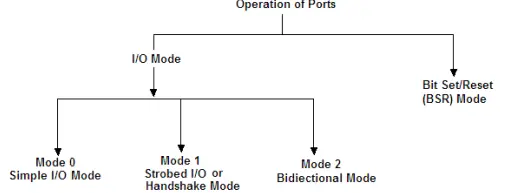 Operation of Ports
I/O Mode
Bit Set/Reset
(BSR) Mode
Mode 0
Simple I/O Mode
Mode 1
Strobed I/O or
Handshake Mode
Mode 2
Bidiectional Mode